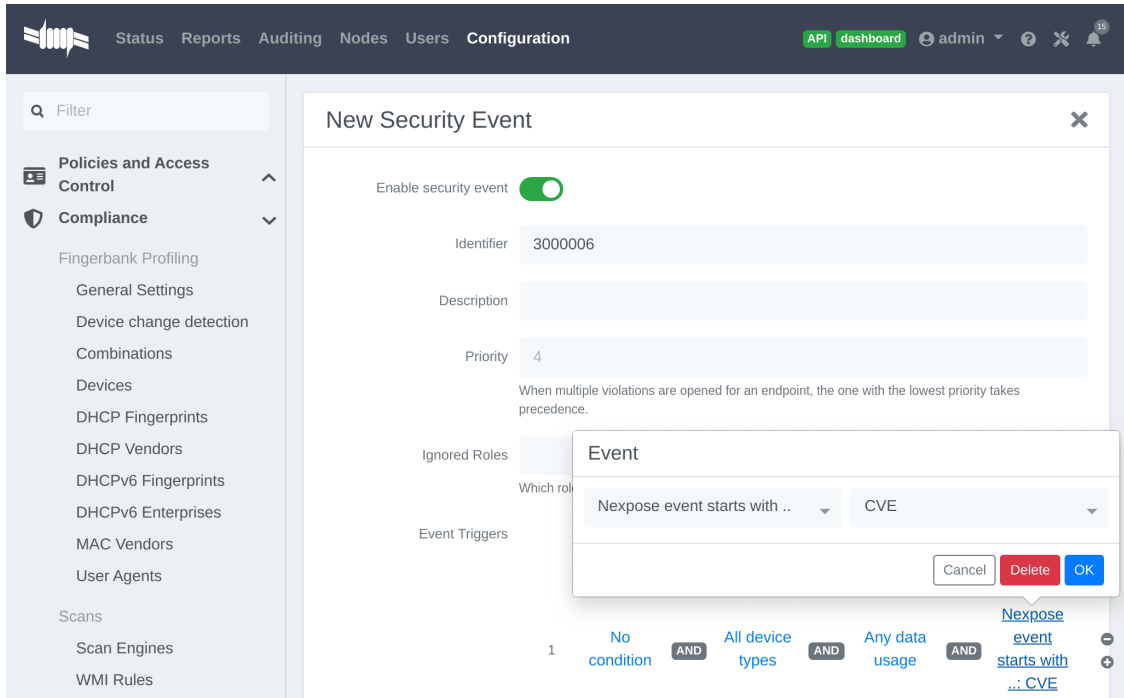 Status Reports Auditing Nodes Users Configuration API dashboard admin 15
Filter
Policies and Access
Control
Compliance
Fingerbank Profiling
General Settings
Device change detection
Combinations
Devices
DHCP Fingerprints
DHCP Vendors
DHCPv6 Fingerprints
DHCPv6 Enterprises
MAC Vendors
User Agents
Scans
Scan Engines
WMI Rules
New Security Event
Enable security event
Identifier 3000006
Description
Priority 4
When multiple violations are opened for an endpoint, the one with the lowest priority takes
precedence.
Ignored Roles
Which
Event Triggers
Event
Nexpose event starts with .. CVE
Cancel Delete OK
1
No
condition
AND
All device
types
AND
Any data
usage
AND
Nexpose
event
starts with
..: CVE